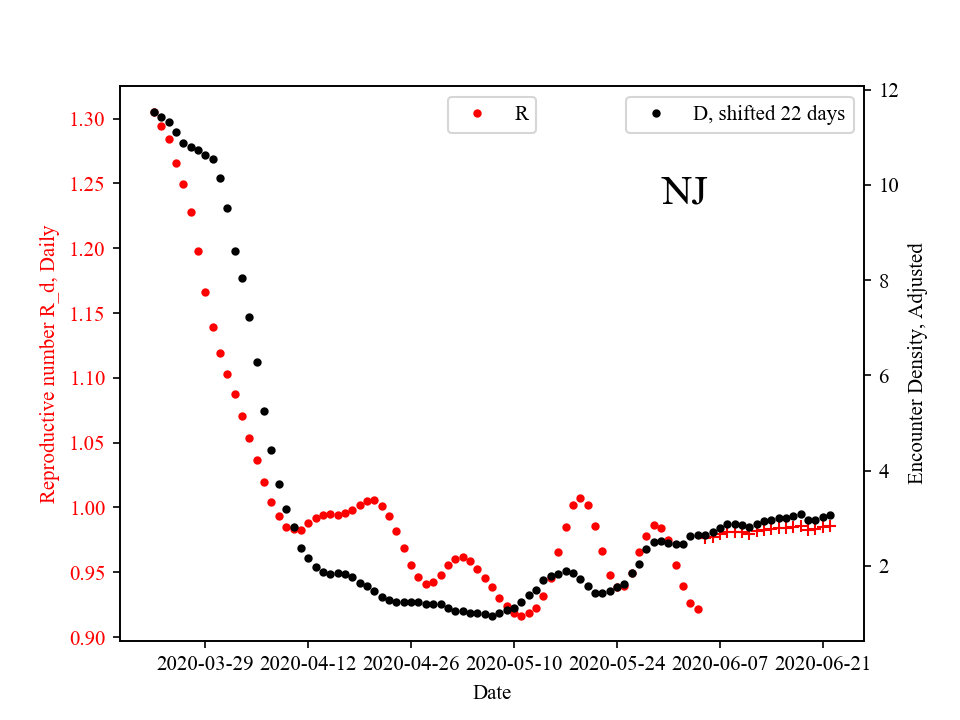 R
D, shifted 22 days
NJ
Reproductive number R_d, Daily
1.30
1.25
1.20
1.15
1.10
1.05
1.00
0.95
0.90
12
10
8
6
4
2
Encounter Density, Adjusted
2020-03-29 2020-04-12 2020-04-26 2020-05-10 2020-05-24 2020-06-07 2020-06-21
Date